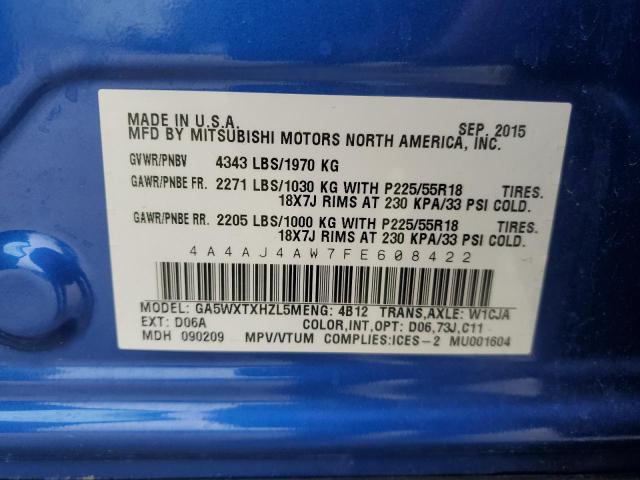 MADE IN U.S.A. SEP, 2015
MFD BY MITSUBISHI MOTORS NORTH AMERICA, INC.
GVWR/PNBV 4343 LBS/1970 KG
GAWR/PNBE FR. 2271 LBS/1030 KG WITH P225/55R18 TIRES.
18X7J RIMS AT 230 KPA/33 PSI COLD.
GAWR/PNBE RR. 2205 LBS/1000 KG WITH P225/55R18 TIRES.
18X7J RIMS AT 230 KPA/33 PSI COLD.
4A4AJ4AW7FE608422
MODEL: GA5WXTXHZL5MENG: 4B12 TRANS,AXLE: W1CJA
EXT: D06A COLOR,INT,OPT: D06,73J,C11
MDH 090209 MPV/VTUM COMPLIES:ICES-2 MU001604